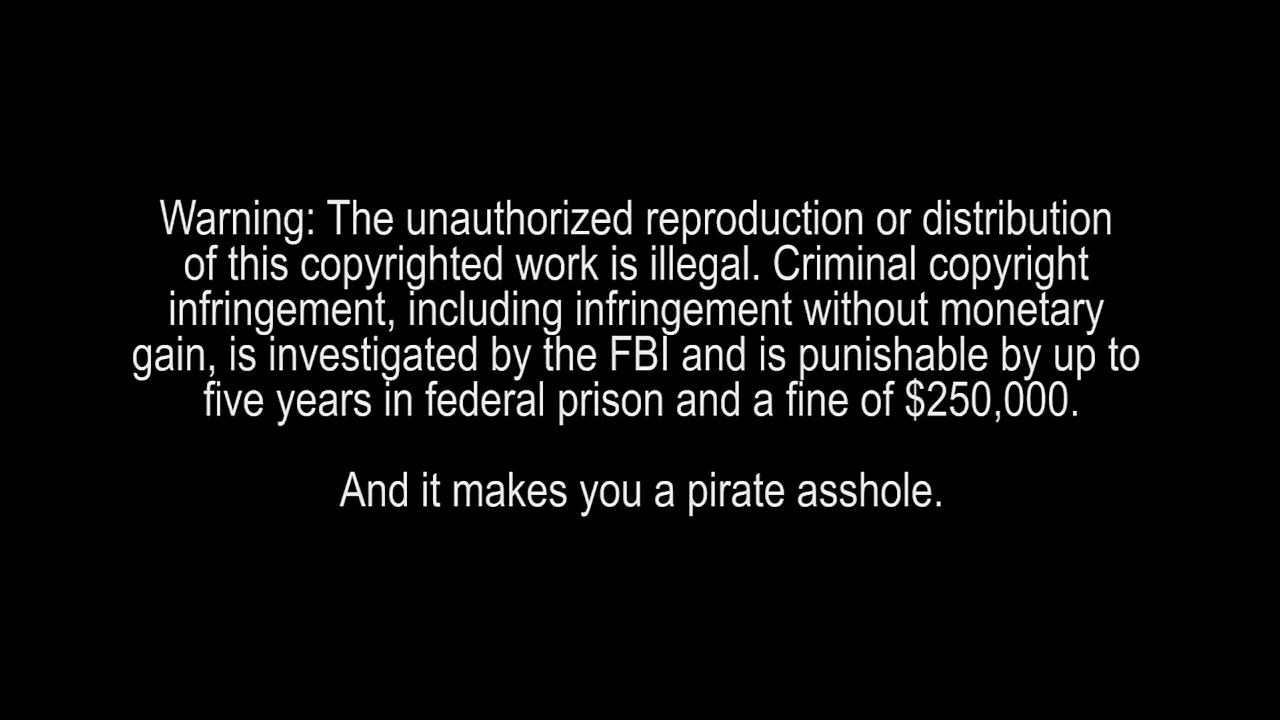 Warning: The unauthorized reproduction or distribution
of this copyrighted work is illegal. Criminal copyright
infringement, including infringement without monetary
gain, is investigated by the FBI and is punishable by up to
five years in federal prison and a fine of $250,000.
And it makes you a pirate asshole.